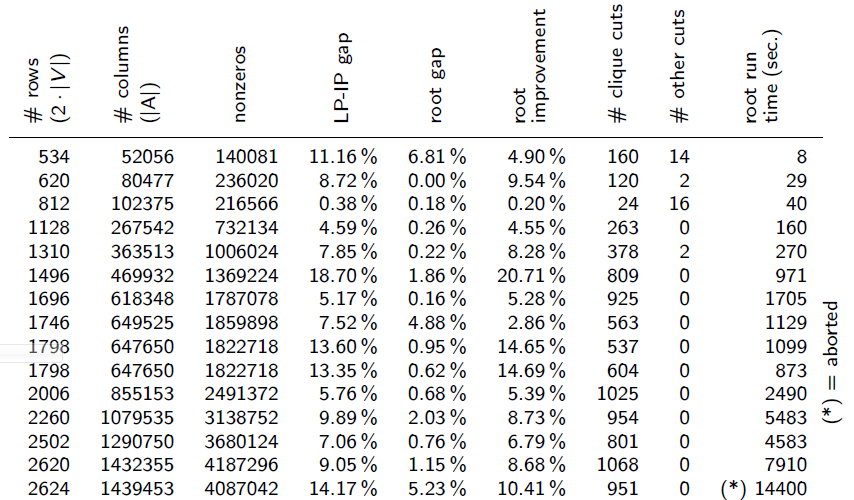 # rows (2 · |V|) # columns (|A|) nonzeros LP-IP gap root gap root improvement # clique cuts # other cuts root run time (sec.)
534 52056 140081 11.16 % 6.81 % 4.90 % 160 14 8
620 80477 236020 8.72 % 0.00 % 9.54 % 120 2 29
812 102375 216566 0.38 % 0.18 % 0.20 % 24 16 40
1128 267542 732134 4.59 % 0.26 % 4.55 % 263 0 160
1310 363513 1006024 7.85 % 0.22 % 8.28 % 378 2 270
1496 469932 1369224 18.70 % 1.86 % 20.71 % 809 0 971
1696 618348 1787078 5.17 % 0.16 % 5.28 % 925 0 1705
1746 649525 1859898 7.52 % 4.88 % 2.86 % 563 0 1129
1798 647650 1822718 13.60 % 0.95 % 14.65 % 537 0 1099
1798 647650 1822718 13.35 % 0.62 % 14.69 % 604 0 873
2006 855153 2491372 5.76 % 0.68 % 5.39 % 1025 0 2490
2260 1079535 3138752 9.89 % 2.03 % 8.73 % 954 0 5483
2502 1290750 3680124 7.06 % 0.76 % 6.79 % 801 0 4583
2620 1432355 4187296 9.05 % 1.15 % 8.68 % 1068 0 7910
2624 1439453 4087042 14.17 % 5.23 % 10.41 % 951 0 (*) 14400
(*) = aborted